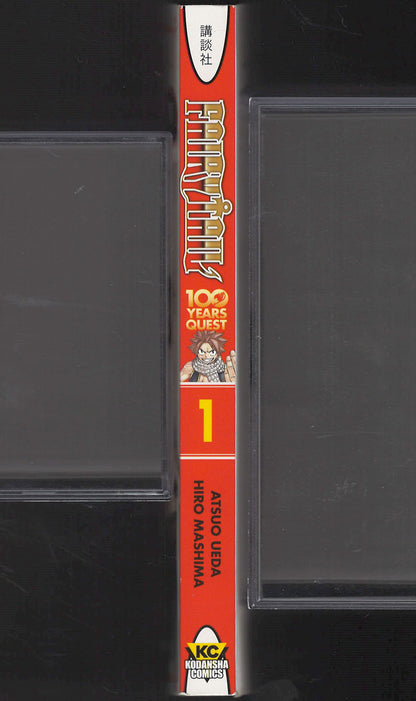 講談社
FAIRY TAIL
100
YEARS
QUEST
1
ATSUO UEDA
HIRO MASHIMA
KC
KODANSHA
COMICS